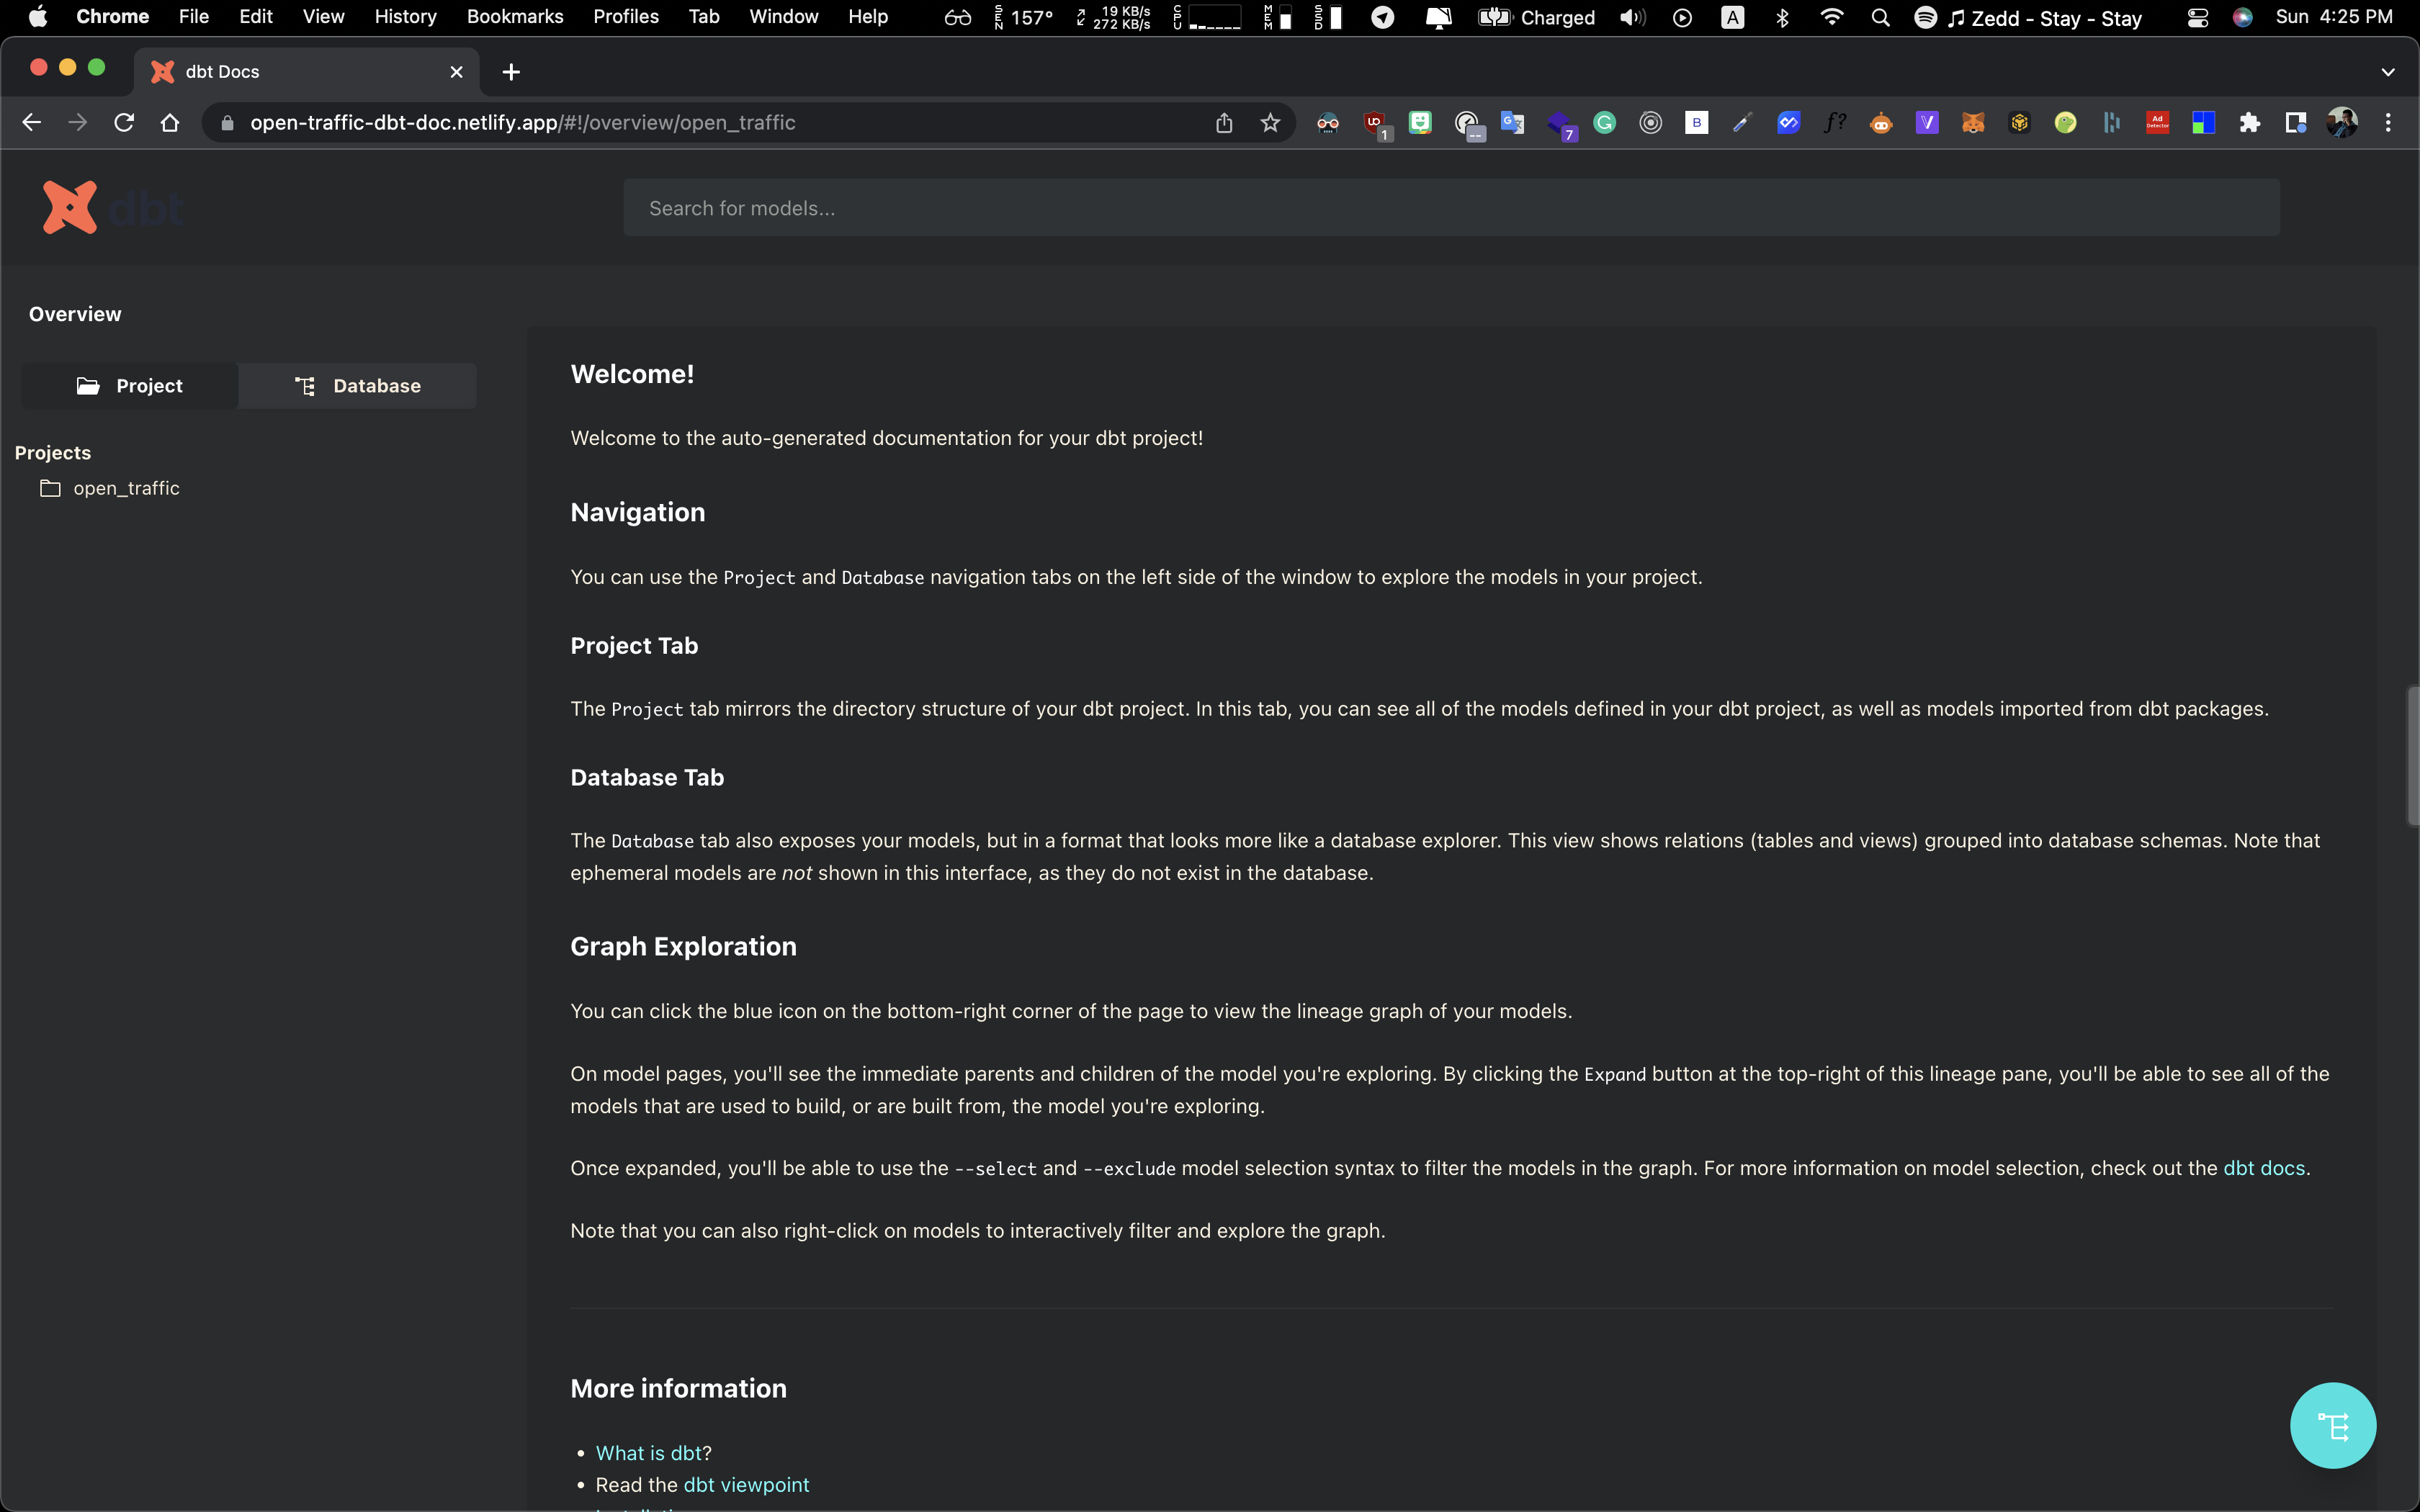 Chrome File Edit View History Bookmarks Profiles Tab Window Help SEN 157° 19 KB/s 272 KB/s CPU MEM SSD Charged A Zedd - Stay - Stay Sun 4:25 PM
dbt Docs
open-traffic-dbt-doc.netlify.app/#!/overview/open_traffic
dbt
Search for models...
Overview
Project Database
Projects
open_traffic
Welcome!
Welcome to the auto-generated documentation for your dbt project!
Navigation
You can use the Project and Database navigation tabs on the left side of the window to explore the models in your project.
Project Tab
The Project tab mirrors the directory structure of your dbt project. In this tab, you can see all of the models defined in your dbt project, as well as models imported from dbt packages.
Database Tab
The Database tab also exposes your models, but in a format that looks more like a database explorer. This view shows relations (tables and views) grouped into database schemas. Note that
ephemeral models are not shown in this interface, as they do not exist in the database.
Graph Exploration
You can click the blue icon on the bottom-right corner of the page to view the lineage graph of your models.
On model pages, you'll see the immediate parents and children of the model you're exploring. By clicking the Expand button at the top-right of this lineage pane, you'll be able to see all of the
models that are used to build, or are built from, the model you're exploring.
Once expanded, you'll be able to use the --select and --exclude model selection syntax to filter the models in the graph. For more information on model selection, check out the dbt docs.
Note that you can also right-click on models to interactively filter and explore the graph.
More information
What is dbt?
Read the dbt viewpoint